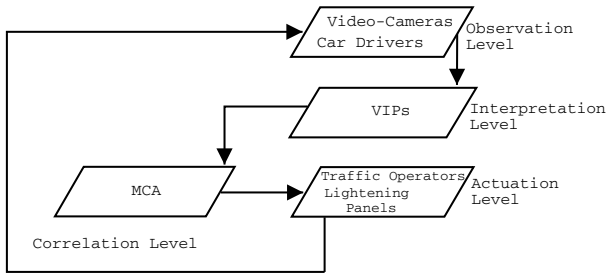 Video-Cameras
Car Drivers
Observation
Level
VIPs
Interpretation
Level
MCA
Traffic Operators
Lightening
Panels
Actuation
Level
Correlation Level